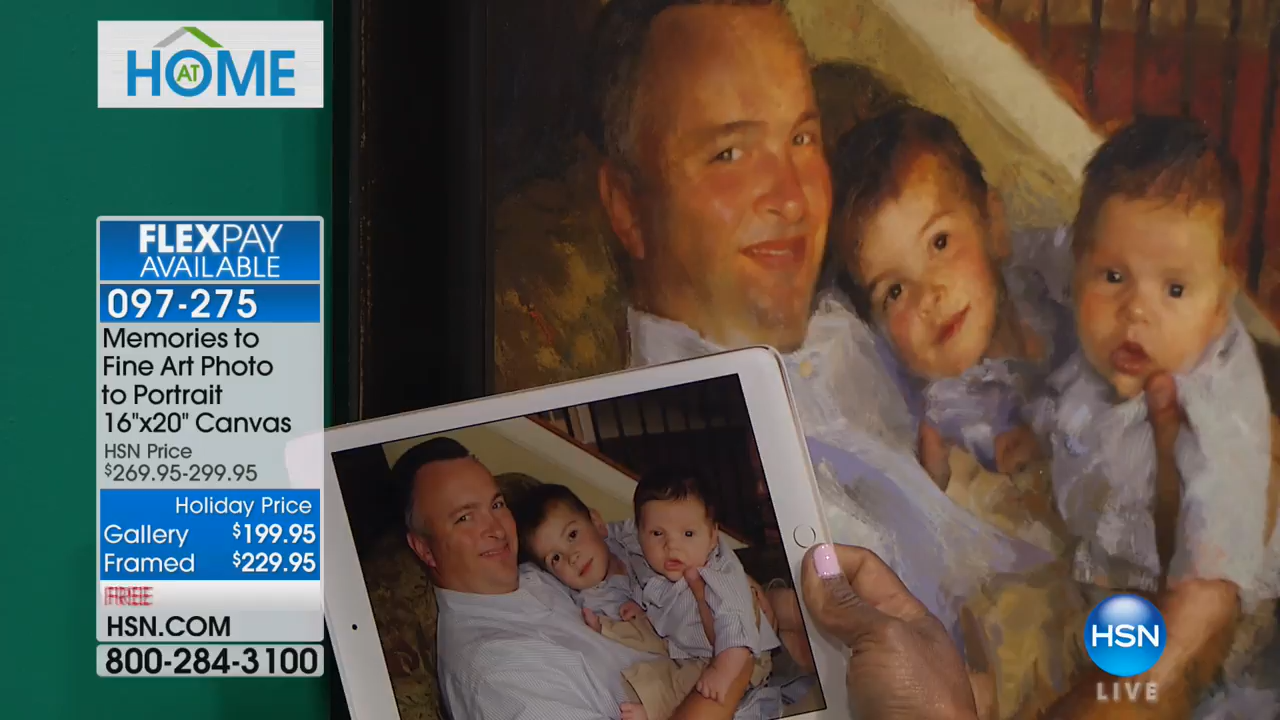 AT
HOME
FLEXPAY
AVAILABLE
097-275
Memories to
Fine Art Photo
to Portrait
16"x20" Canvas
HSN Price
$269.95-299.95
Holiday Price
Gallery $199.95
Framed $229.95
FREE
HSN.COM
800-284-3100
HSN
LIVE